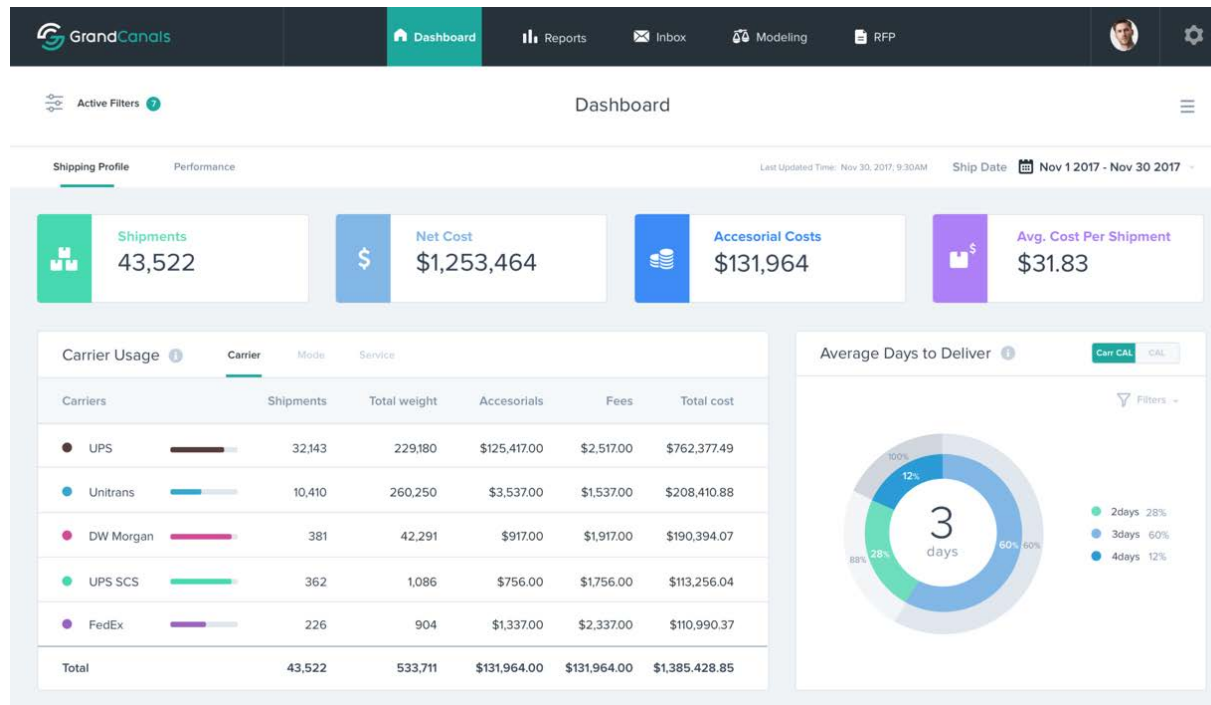 GrandCanals
Dashboard
Reports
Inbox
Modeling
RFP
Active Filters 7
Dashboard
Shipping Profile
Performance
Last Updated Time: Nov 30, 2017; 9:30AM
Ship Date
Nov 1 2017 - Nov 30 2017
Shipments
43,522
$
Net Cost
$1,253,464
Accesorial Costs
$131,964
$
Avg. Cost Per Shipment
$31.83
Carrier Usage i
Carrier
Mode
Service
Carriers Shipments Total weight Accesorials Fees Total cost
UPS 32,143 229,180 $125,417.00 $2,517.00 $762,377.49
Unitrans 10,410 260,250 $3,537.00 $1,537.00 $208,410.88
DW Morgan 381 42,291 $917.00 $1,917.00 $190,394.07
UPS SCS 362 1,086 $756.00 $1,756.00 $113,256.04
FedEx 226 904 $1,337.00 $2,337.00 $110,990.37
Total 43,522 533,711 $131,964.00 $131,964.00 $1,385.428.85
Average Days to Deliver i
Carr CAL
CAL
Filters
100%
12%
3
days
60% 60%
88% 28%
2days 28%
3days 60%
4days 12%